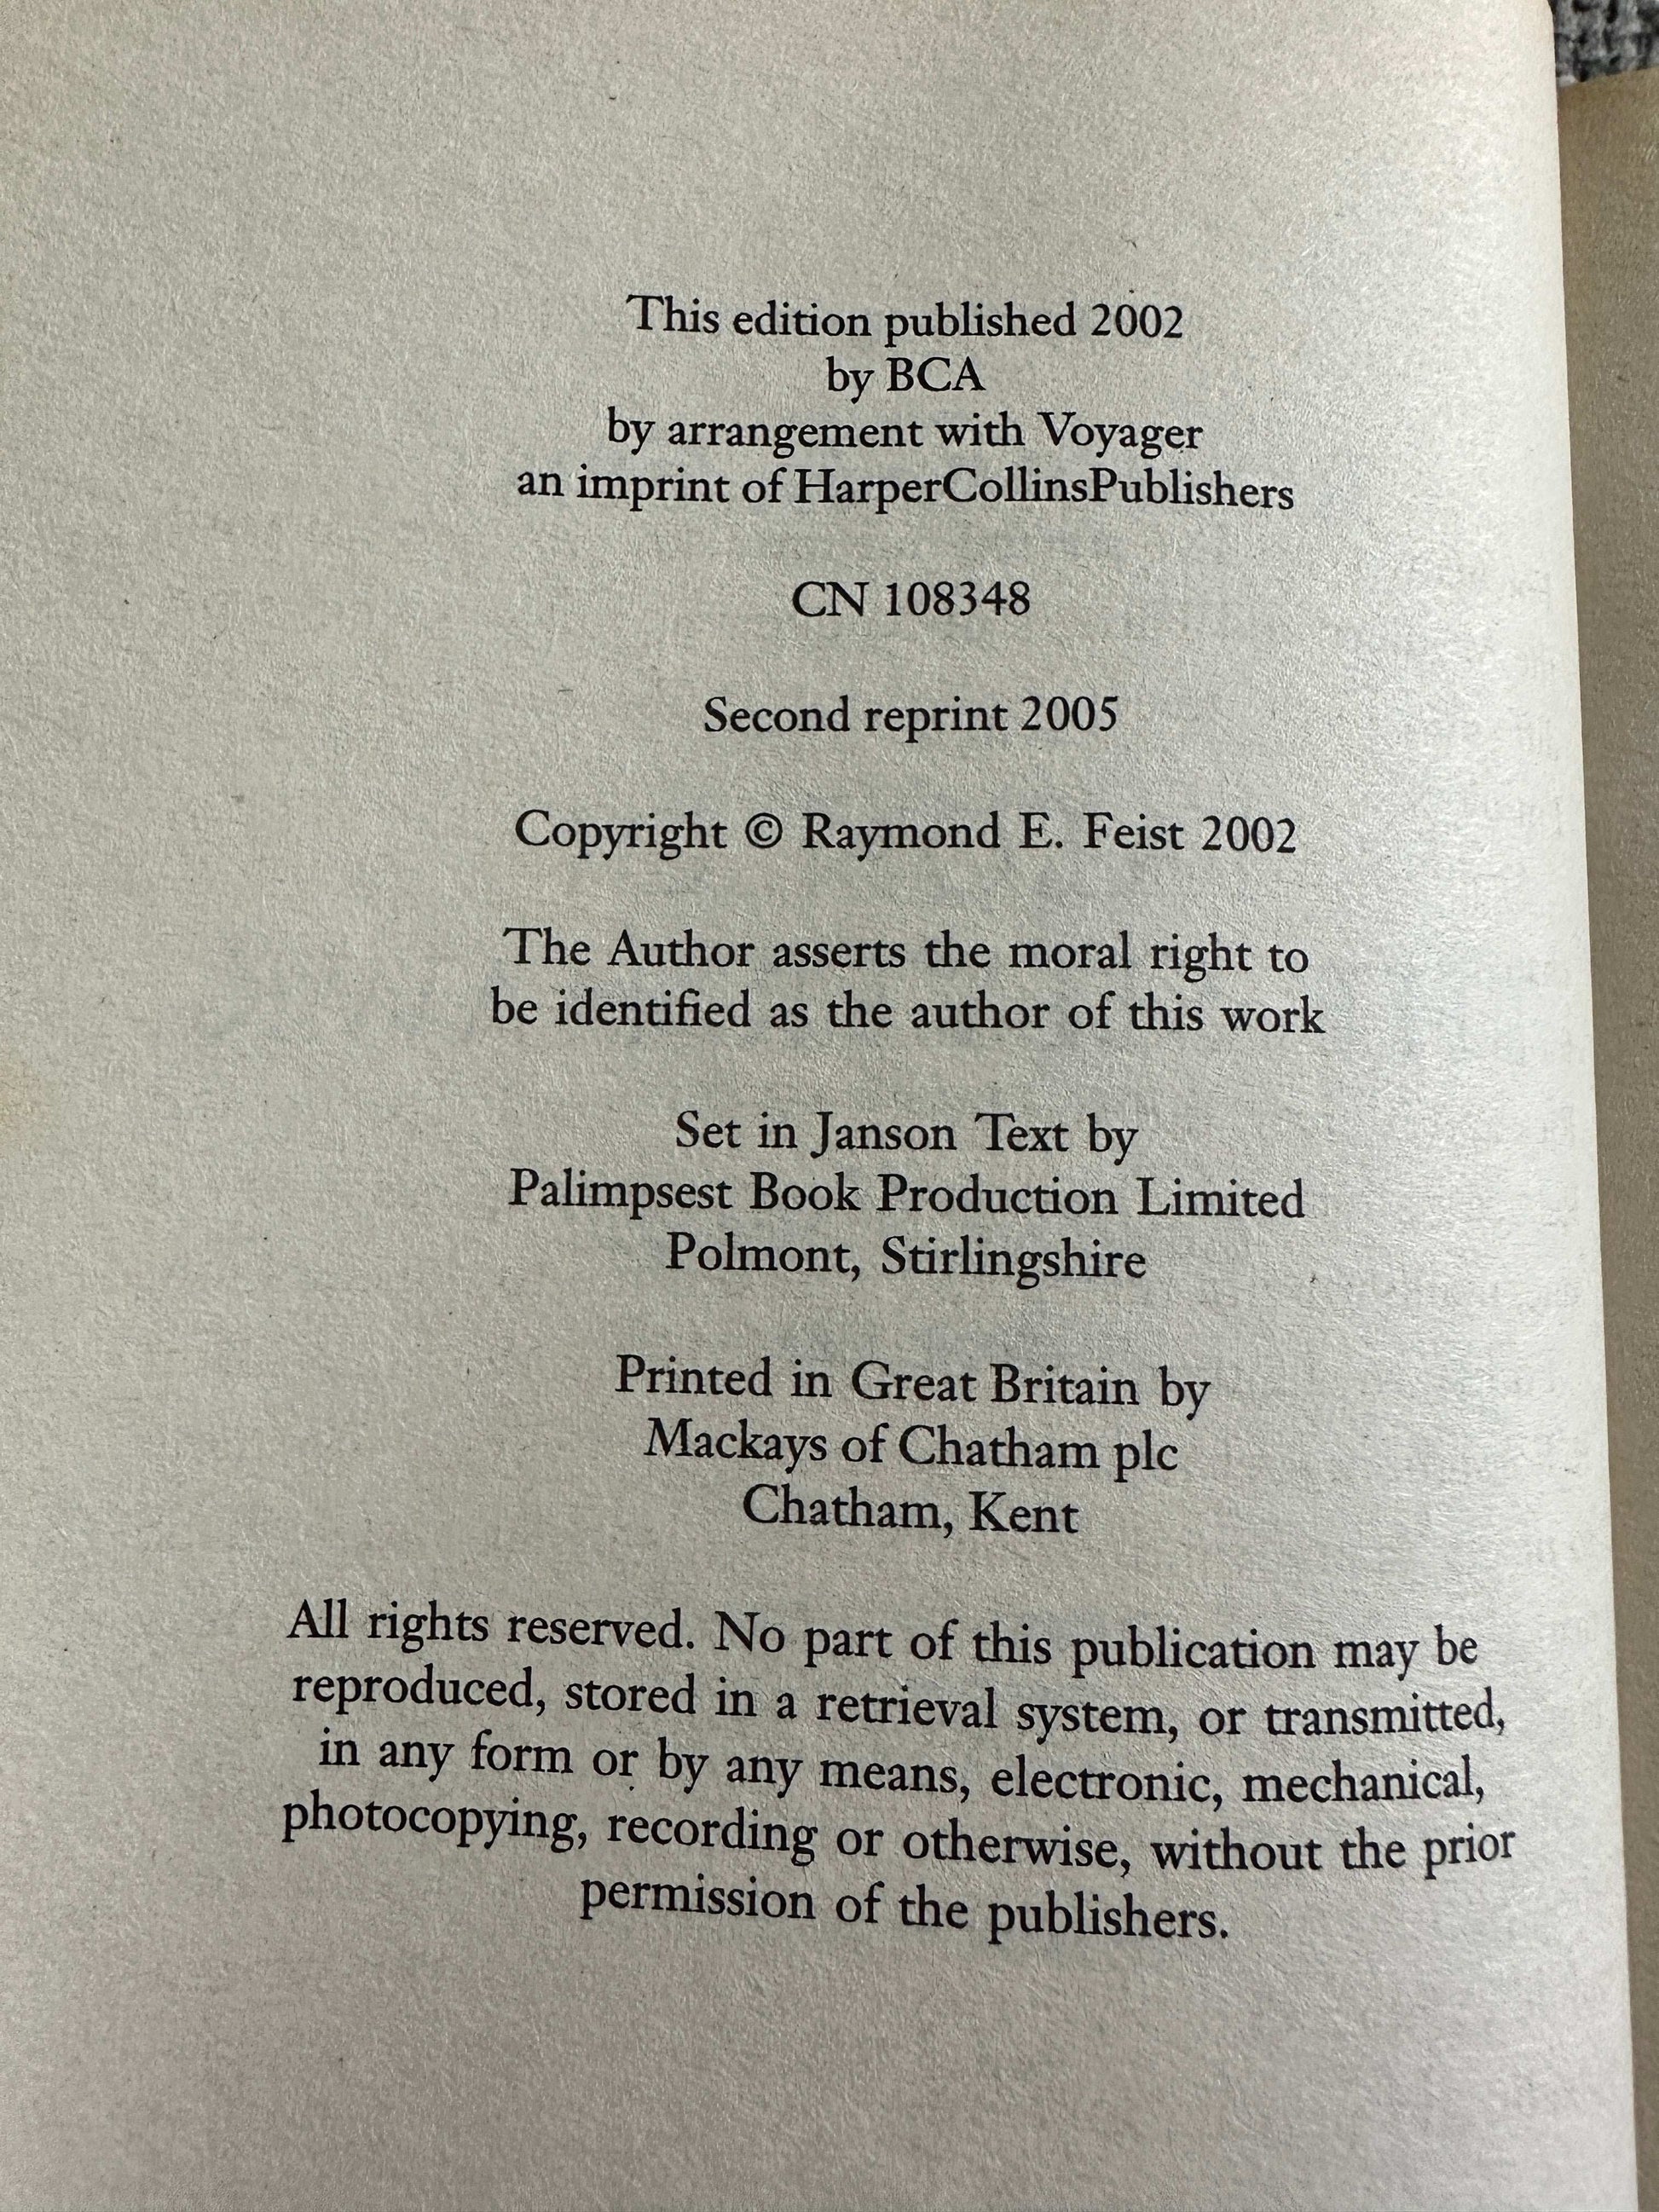 This edition published 2002
by BCA
by arrangement with Voyager
an imprint of HarperCollinsPublishers
CN 108348
Second reprint 2005
Copyright © Raymond E. Feist 2002
The Author asserts the moral right to
be identified as the author of this work
Set in Janson Text by
Palimpsest Book Production Limited
Polmont, Stirlingshire
Printed in Great Britain by
Mackays of Chatham plc
Chatham, Kent
All rights reserved. No part of this publication may be
reproduced, stored in a retrieval system, or transmitted,
in any form or by any means, electronic, mechanical,
photocopying, recording or otherwise, without the prior
permission of the publishers.